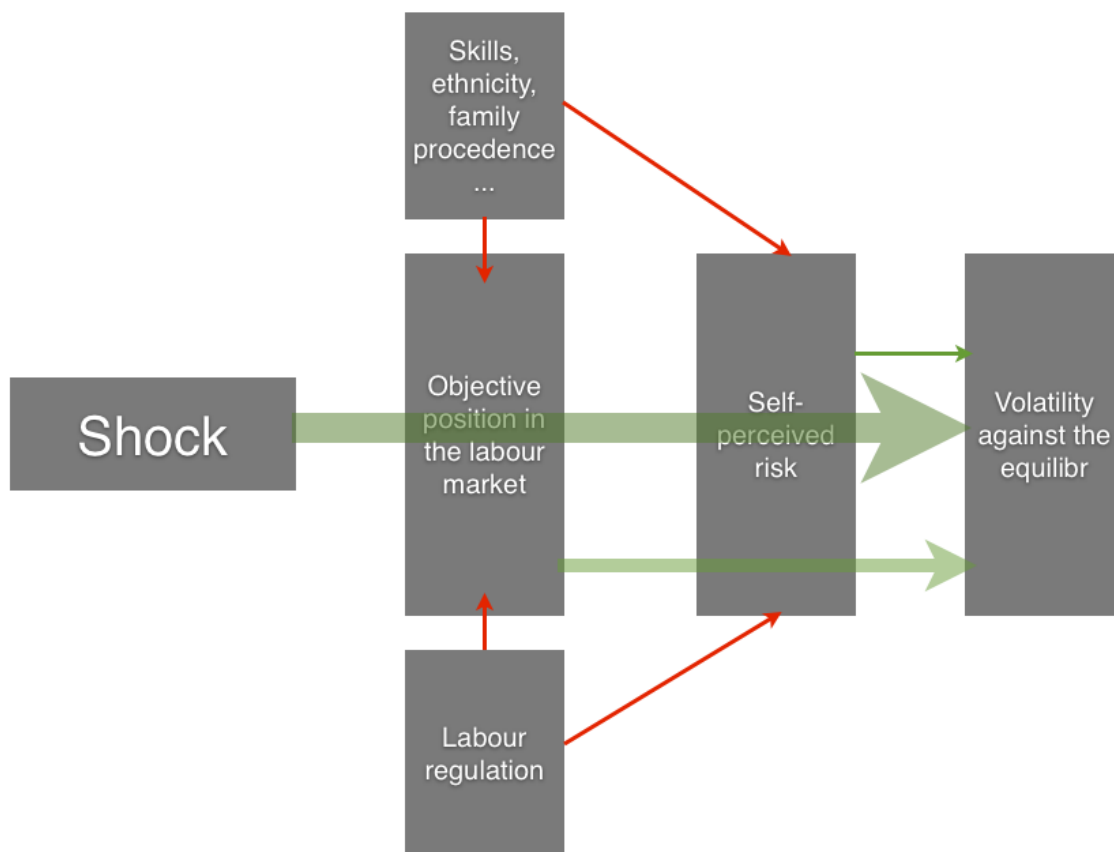 Skills,
ethnicity,
family
procedence
...
Shock
Objective
position in
the labour
market
Self-
perceived
risk
Volatility
against the
equilibr
Labour
regulation